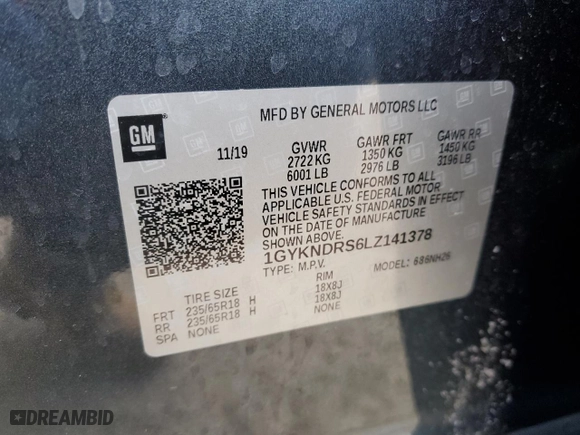 MFD BY GENERAL MOTORS LLC
GM
11/19
GVWR GAWR FRT GAWR RR
2722 KG 1350 KG 1450 KG
6001 LB 2976 LB 3196 LB
THIS VEHICLE CONFORMS TO ALL
APPLICABLE U.S. FEDERAL MOTOR
VEHICLE SAFETY STANDARDS IN EFFECT
ON THE DATE OF MANUFACTURE
SHOWN ABOVE.
1GYKNDRS6LZ141378
TYPE: M.P.V. MODEL: 6B6NH26
TIRE SIZE RIM
FRT 235/65R18 H 18X8J
RR 235/65R18 H 18X8J
SPA NONE NONE
DREAMBID